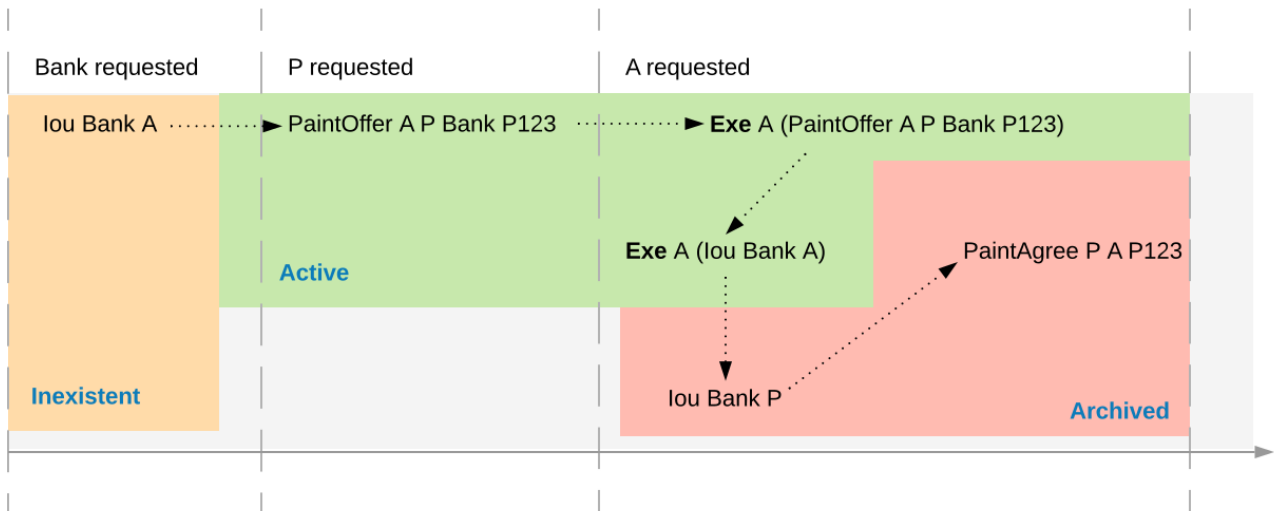 Bank requested
P requested
A requested
Iou Bank A
PaintOffer A P Bank P123
Exe A (PaintOffer A P Bank P123)
Exe A (Iou Bank A)
PaintAgree P A P123
Active
Inexistent
Iou Bank P
Archived